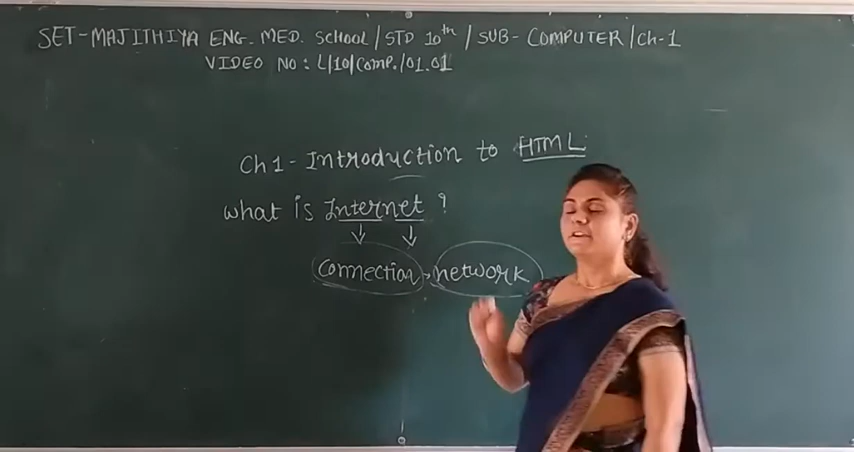 SET-MAJITHIYA ENG. MED. SCHOOL / STD 10th / SUB- COMPUTER / Ch-1
VIDEO NO: L/10/COMP./01.01
Ch 1 - Introduction to HTML
what is Internet ?
connection network